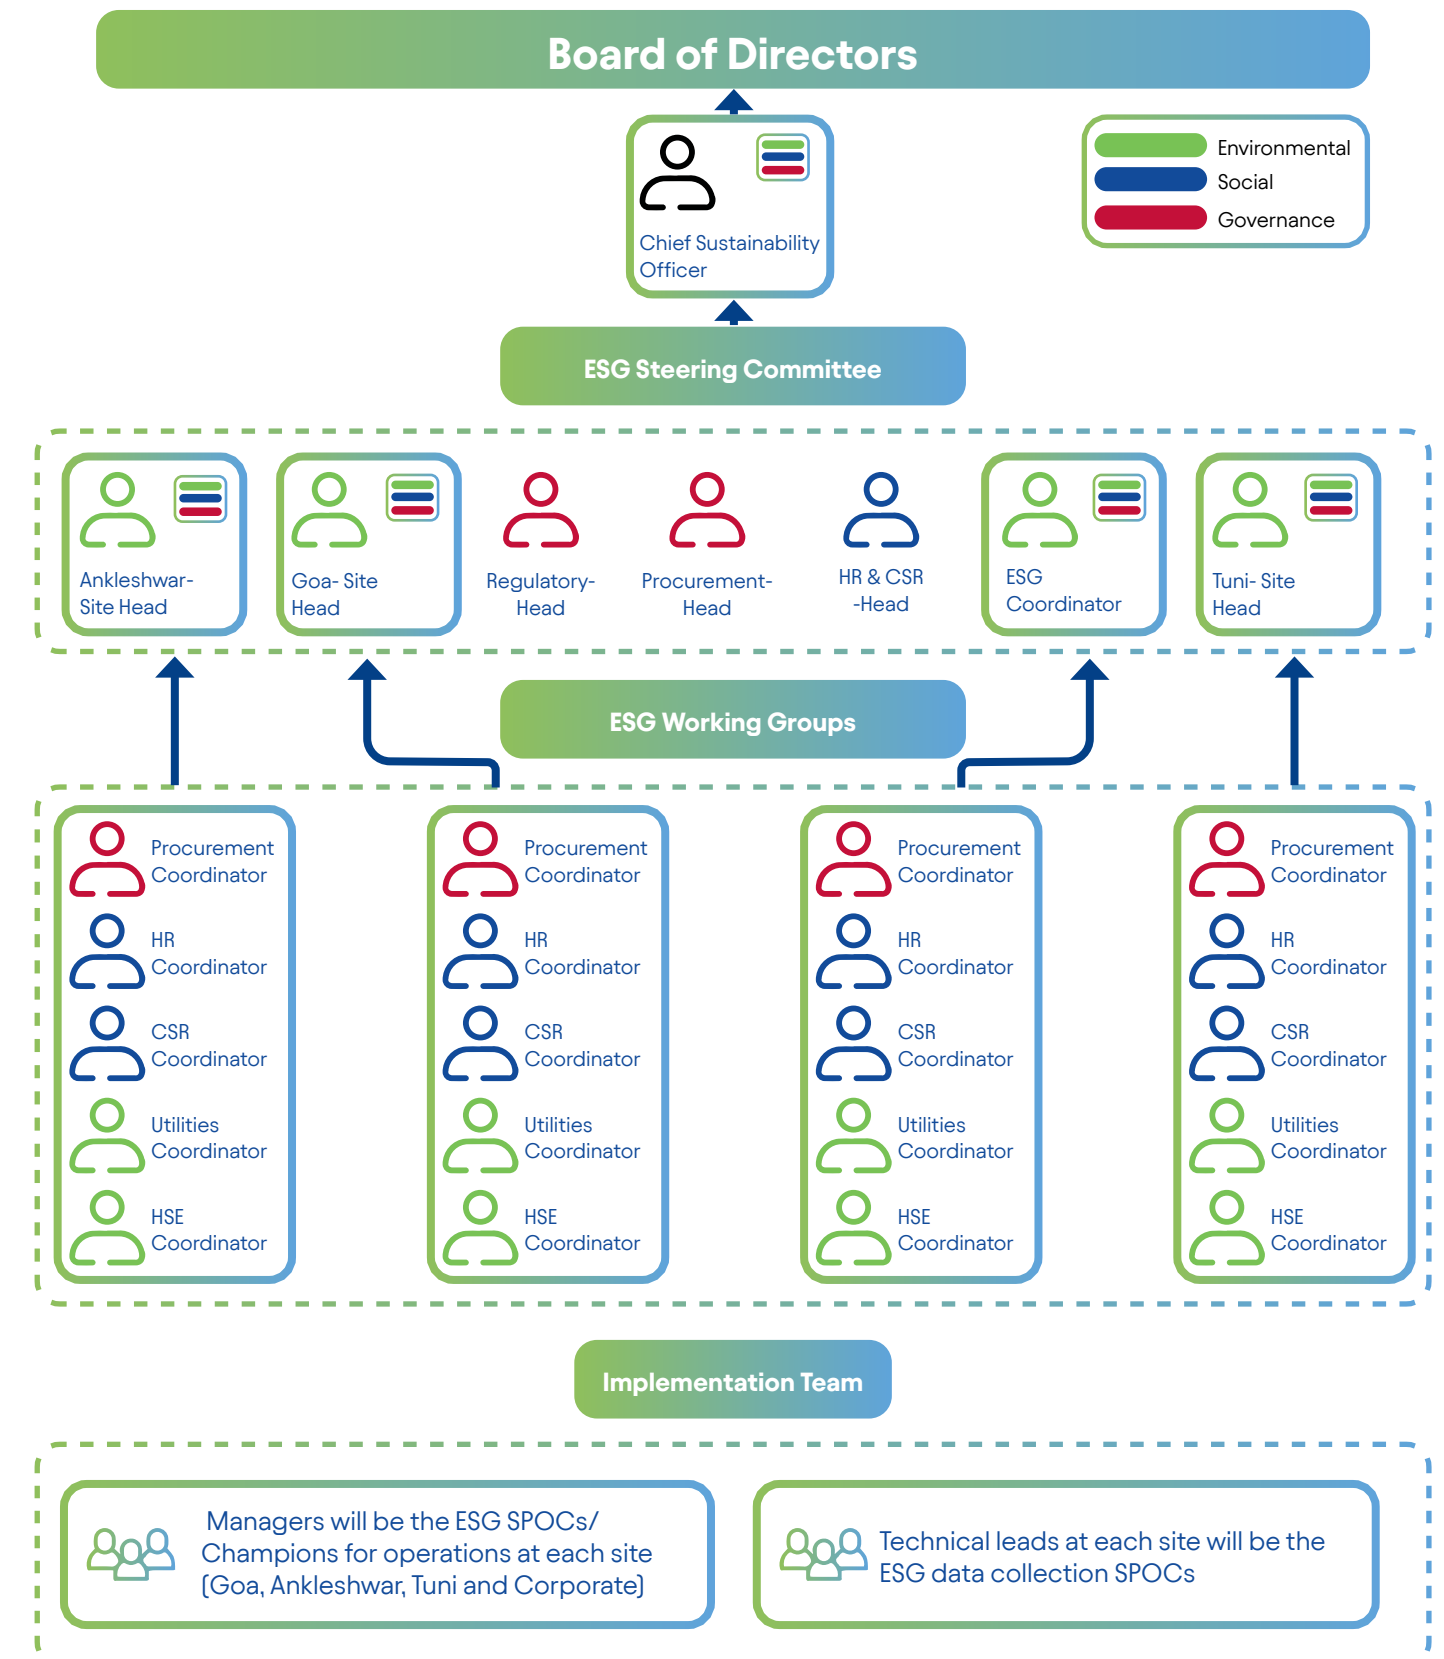 Board of Directors
Environmental
Social
Governance
Chief Sustainability
Officer
ESG Steering Committee
Ankleshwar-
Site Head
Goa- Site
Head
Regulatory-
Head
Procurement-
Head
HR & CSR
-Head
ESG
Coordinator
Tuni- Site
Head
ESG Working Groups
Procurement
Coordinator
HR
Coordinator
CSR
Coordinator
Utilities
Coordinator
HSE
Coordinator
Procurement
Coordinator
HR
Coordinator
CSR
Coordinator
Utilities
Coordinator
HSE
Coordinator
Procurement
Coordinator
HR
Coordinator
CSR
Coordinator
Utilities
Coordinator
HSE
Coordinator
Procurement
Coordinator
HR
Coordinator
CSR
Coordinator
Utilities
Coordinator
HSE
Coordinator
Implementation Team
Managers will be the ESG SPOCs/
Champions for operations at each site
(Goa, Ankleshwar, Tuni and Corporate)
Technical leads at each site will be the
ESG data collection SPOCs